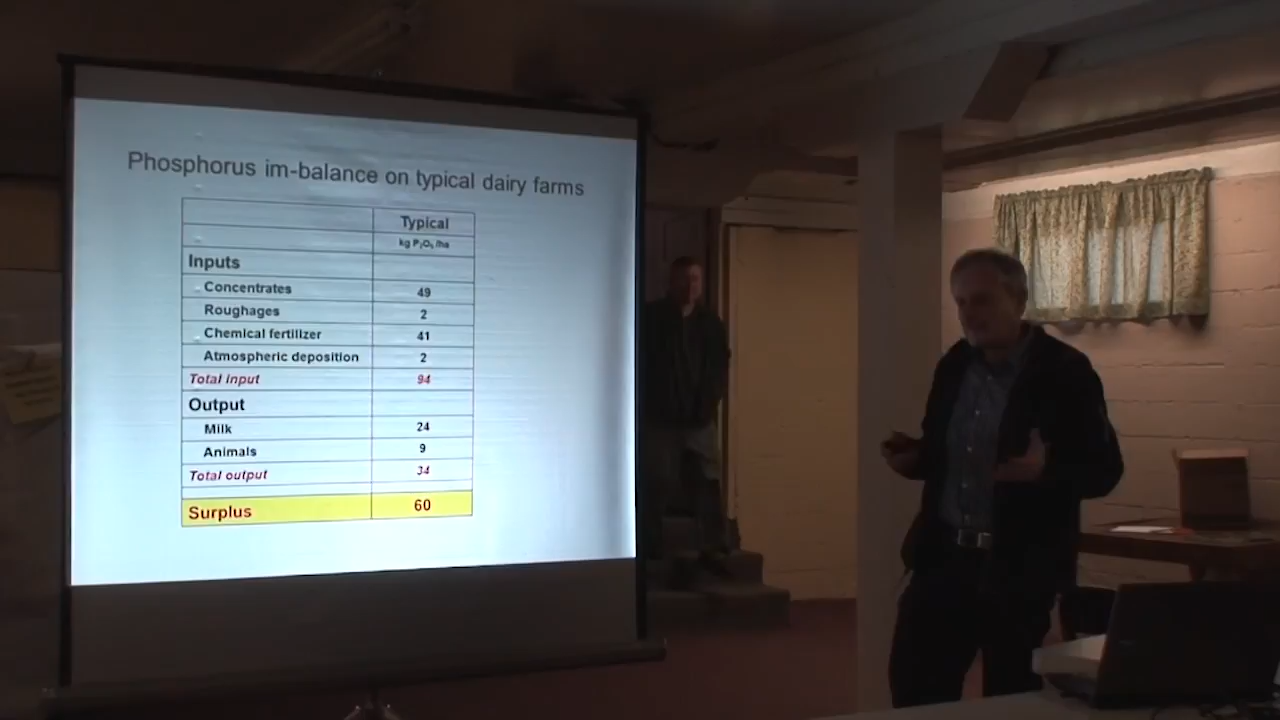 Phosphorus im-balance on typical dairy farms
Typical
kg P₂O₅ /ha
Inputs
Concentrates 49
Roughages 2
Chemical fertilizer 41
Atmospheric deposition 2
Total input 94
Output
Milk 24
Animals 9
Total output 34
Surplus 60